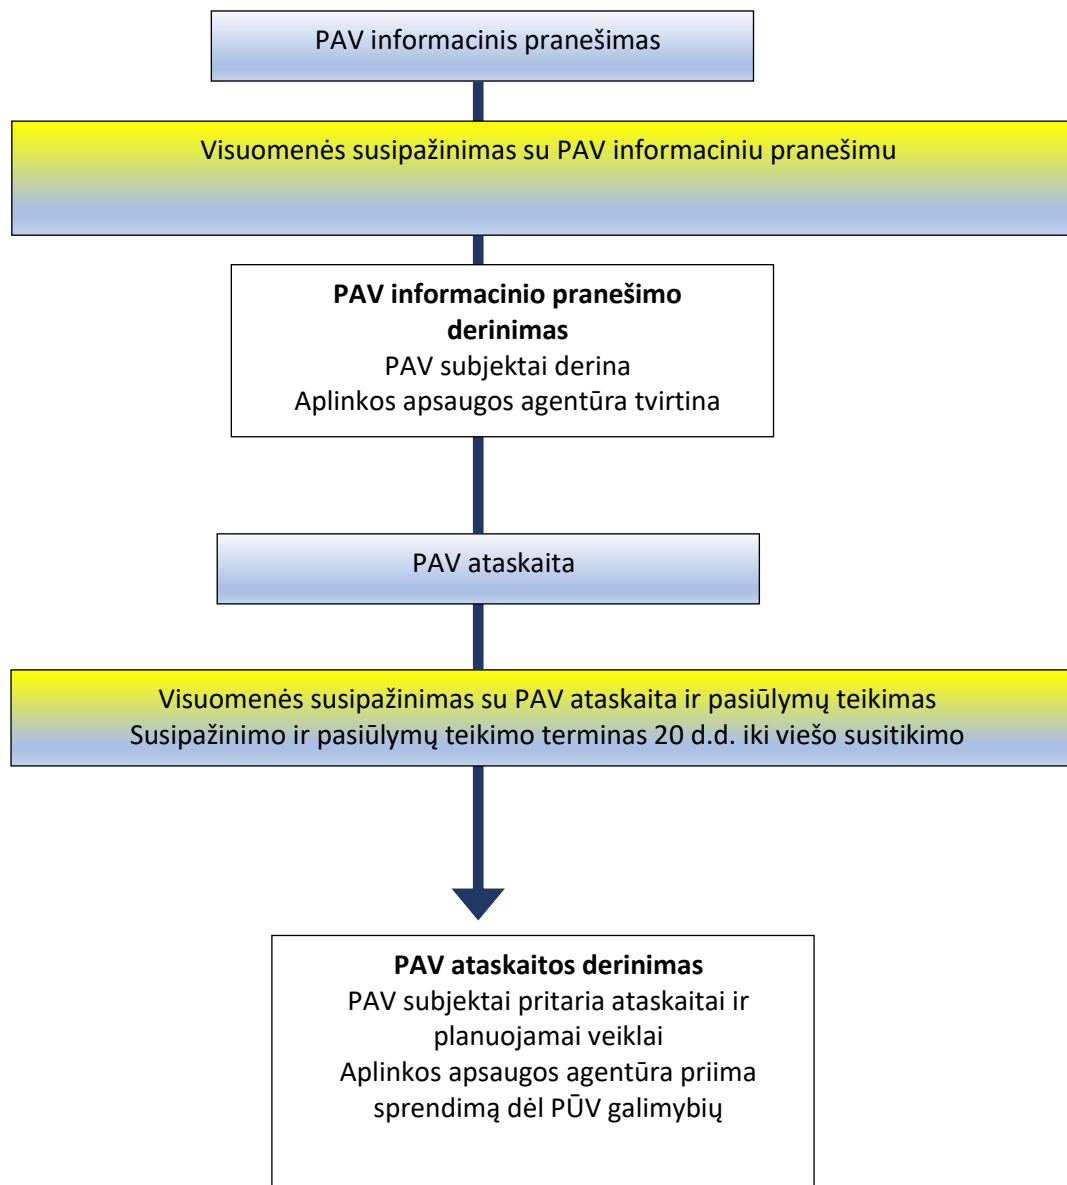 PAV informacinis pranešimas
Visuomenės susipažinimas su PAV informaciniu pranešimu
PAV informacinio pranešimo
derinimas
PAV subjektai derina
Aplinkos apsaugos agentūra tvirtina
PAV ataskaita
Visuomenės susipažinimas su PAV ataskaita ir pasiūlymų teikimas
Susipažinimo ir pasiūlymų teikimo terminas 20 d.d. iki viešo susitikimo
PAV ataskaitos derinimas
PAV subjektai pritaria ataskaitai ir
planuojamai veiklai
Aplinkos apsaugos agentūra priima
sprendimą dėl PŪV galimybių